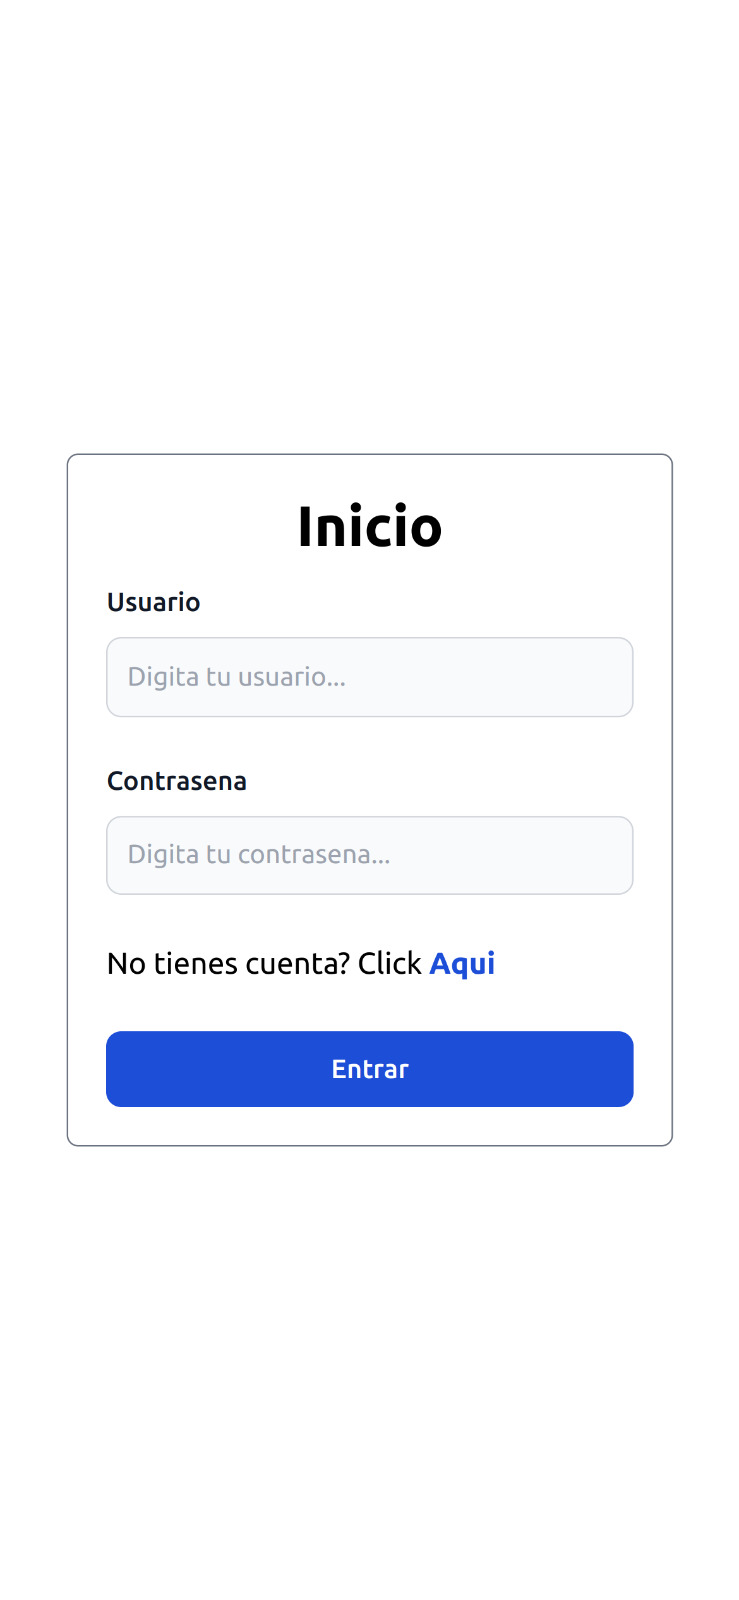 Inicio
Usuario
Digita tu usuario...
Contrasena
Digita tu contrasena...
No tienes cuenta? Click Aqui
Entrar